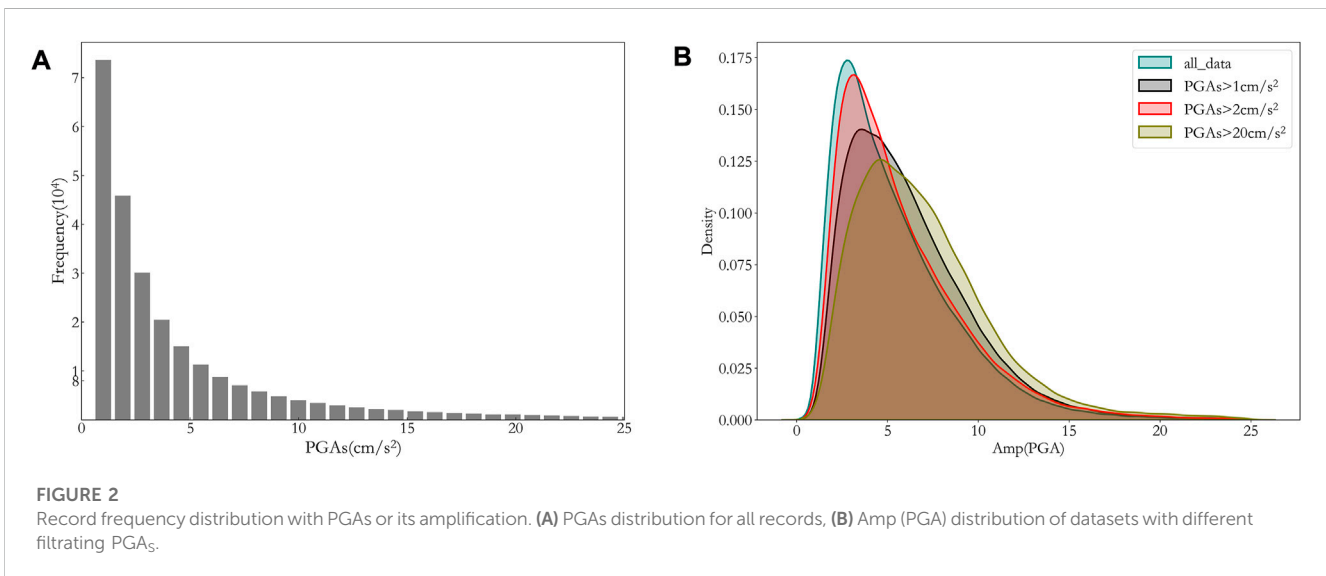 A
7
5
4
3
2
1
8
Frequency(10⁴)
0
5
10
15
20
25
PGAs(cm/s²)
B
0.175
0.150
0.125
0.100
0.075
0.050
0.025
0.000
Density
0
5
10
15
20
25
Amp(PGA)
all_data
PGAs>1cm/s²
PGAs>2cm/s²
PGAs>20cm/s²
FIGURE 2
Record frequency distribution with PGAs or its amplification. (A) PGAs distribution for all records, (B) Amp (PGA) distribution of datasets with different
filtrating PGAₛ.